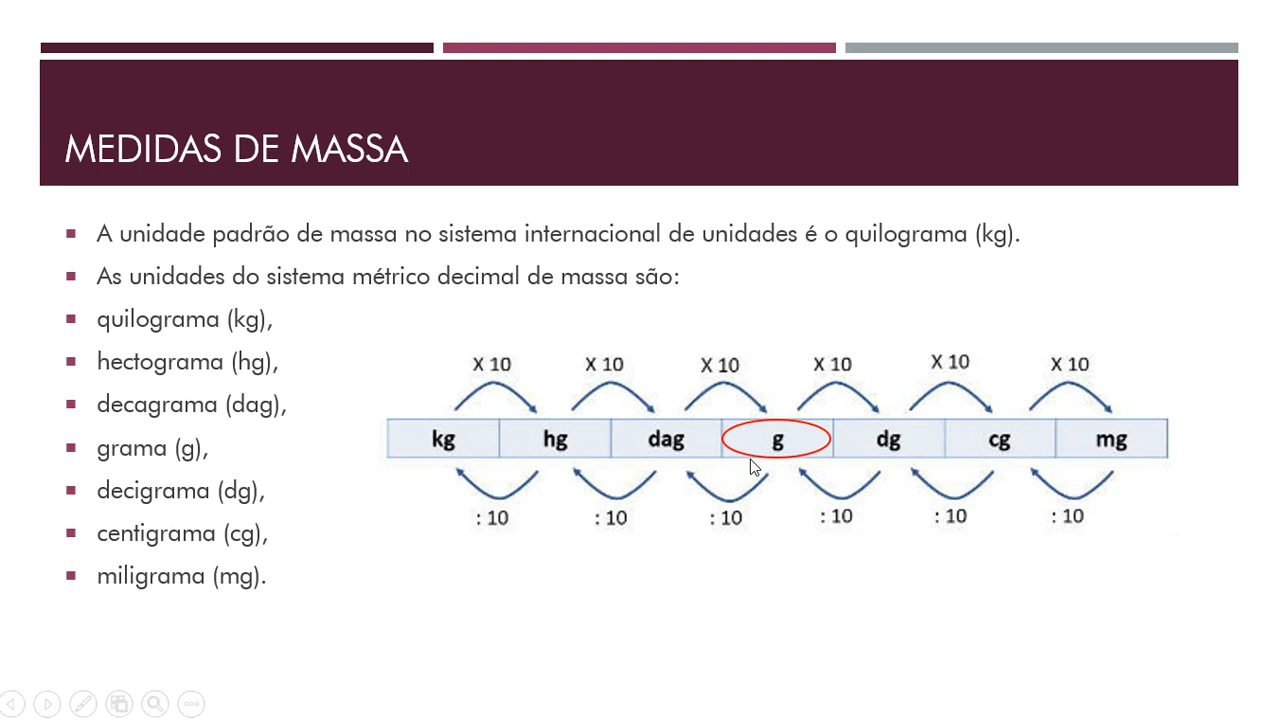 MEDIDAS DE MASSA
A unidade padrão de massa no sistema internacional de unidades é o quilograma (kg).
As unidades do sistema métrico decimal de massa são:
quilograma (kg),
hectograma (hg),
decagrama (dag),
grama (g),
decigrama (dg),
centigrama (cg),
miligrama (mg).
X 10 X 10 X 10 X 10 X 10 X 10
kg hg dag g dg cg mg
: 10 : 10 : 10 : 10 : 10 : 10